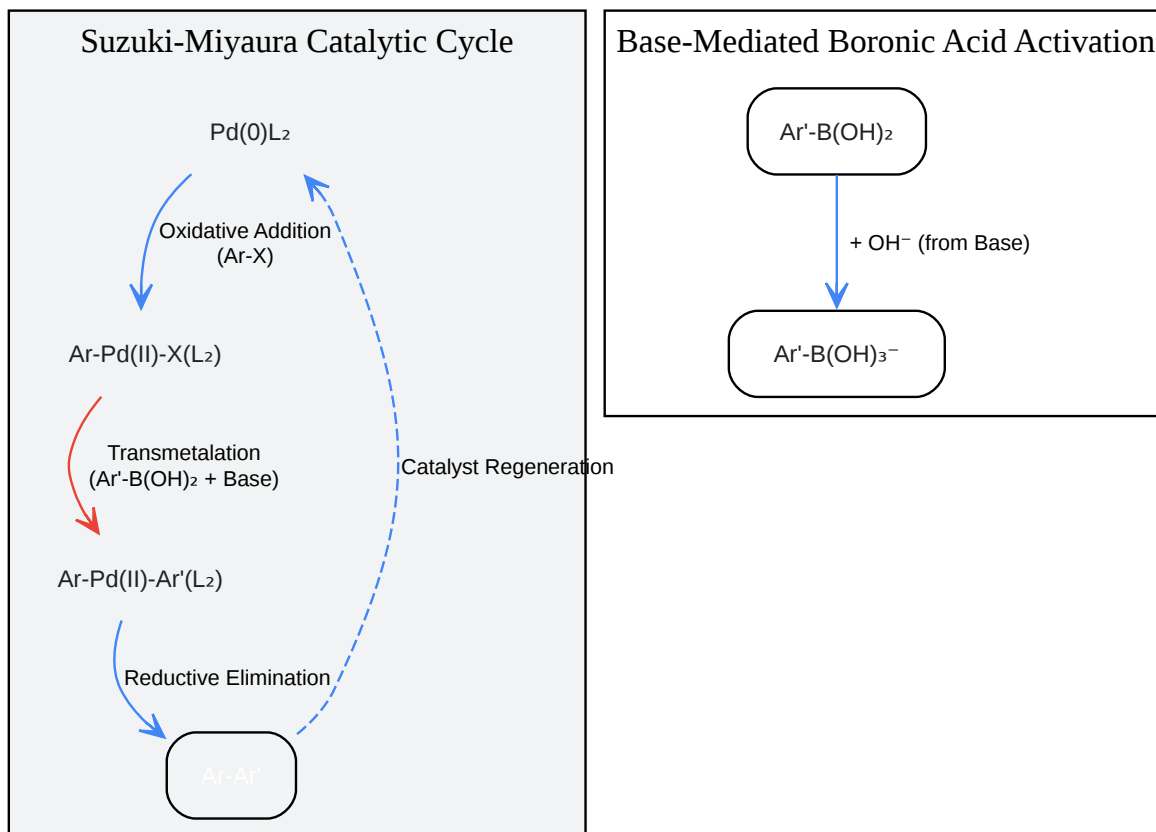 Suzuki-Miyaura Catalytic Cycle
Pd(0)L₂
Oxidative Addition
(Ar-X)
Ar-Pd(II)-X(L₂)
Transmetalation
(Ar'-B(OH)₂ + Base)
Catalyst Regeneration
Ar-Pd(II)-Ar'(L₂)
Reductive Elimination
Ar-Ar'
Base-Mediated Boronic Acid Activation
Ar'-B(OH)₂
+ OH⁻ (from Base)
Ar'-B(OH)₃⁻